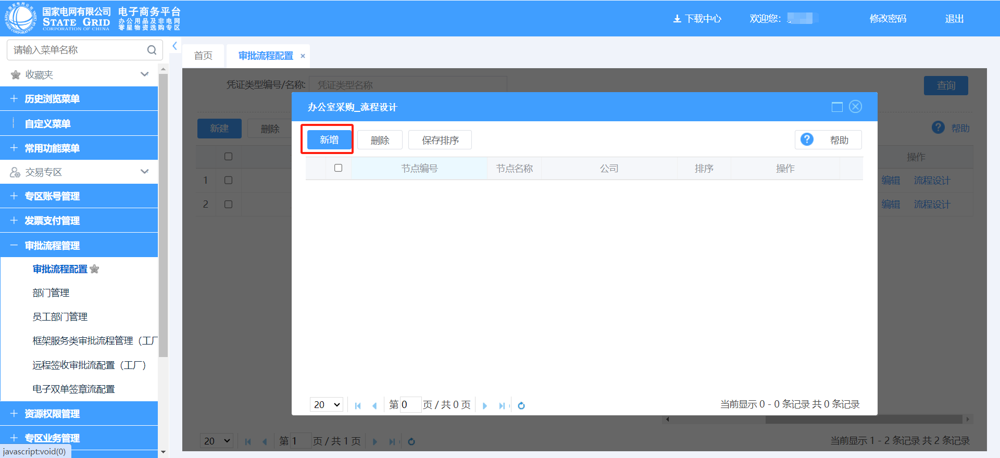 国家电网有限公司
STATE GRID
CORPORATION OF CHINA
电子商务平台
办公用品及非电网
零星物资选购专区
下载中心
欢迎您:
修改密码
退出
请输入菜单名称
收藏夹
历史浏览菜单
自定义菜单
常用功能菜单
交易专区
专区账号管理
发票支付管理
审批流程管理
审批流程配置
部门管理
员工部门管理
框架服务类审批流程管理（工厂
远程签收审批流配置（工厂）
电子双单签章流配置
资源权限管理
专区业务管理
javascript:void(0)
首页
审批流程配置 ×
凭证类型编号/名称: 凭证类型名称
查询
新建
删除
? 帮助
操作
1
编辑 流程设计
2
编辑 流程设计
办公室采购_流程设计
新增
删除
保存排序
? 帮助
节点编号 节点名称 公司 排序 操作
20 第 0 页 / 共 0 页
当前显示 0 - 0 条记录 共 0 条记录
20 第 1 页 / 共 1 页
当前显示 1 - 2 条记录 共 2 条记录